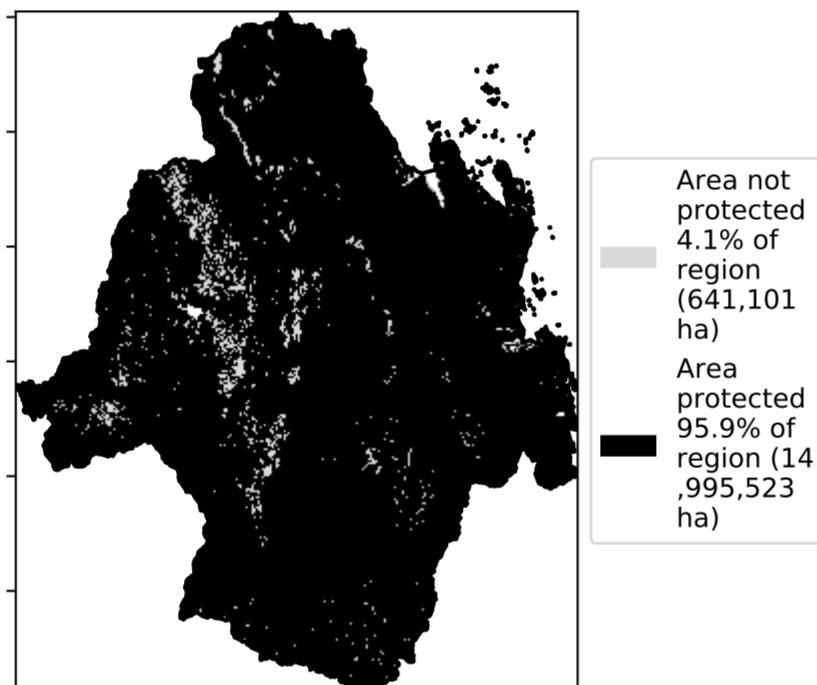 Area not
protected
4.1% of
region
(641,101
ha)
Area
protected
95.9% of
region (14
,995,523
ha)